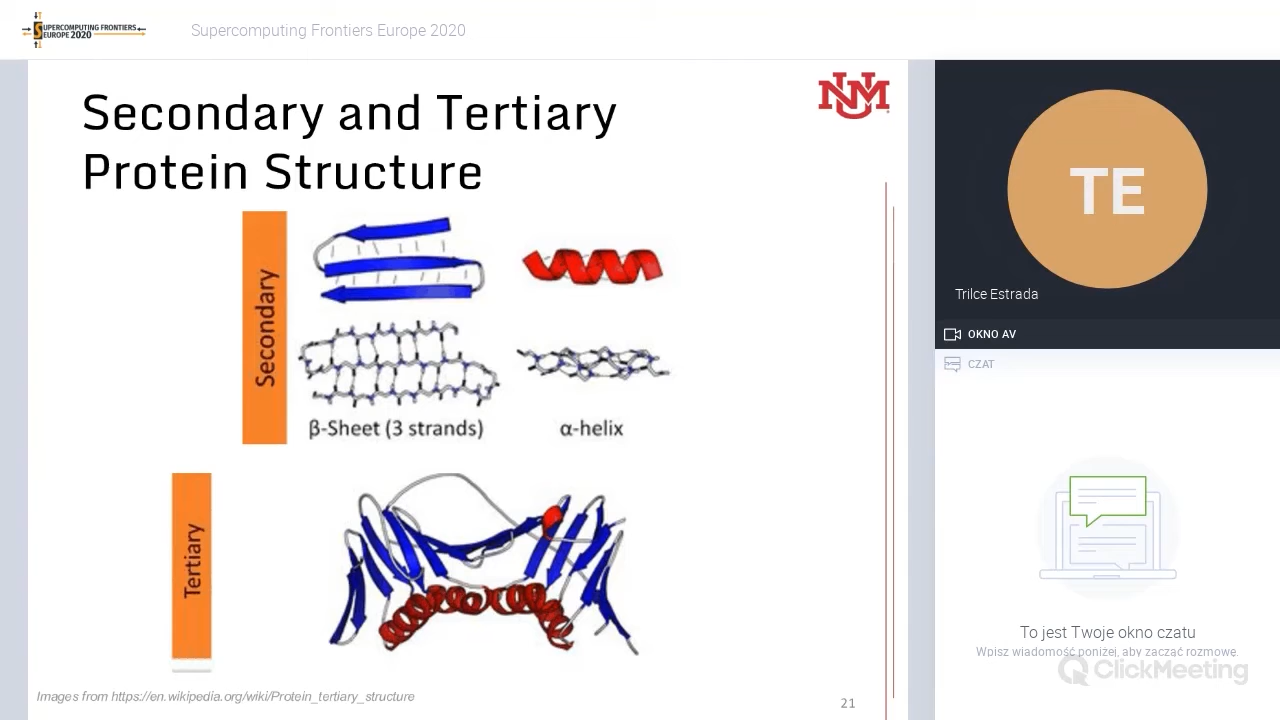 SUPERCOMPUTING FRONTIERS
EUROPE 2020
Supercomputing Frontiers Europe 2020
Secondary and Tertiary
Protein Structure
UNM
Secondary
β-Sheet (3 strands)
α-helix
Tertiary
Images from https://en.wikipedia.org/wiki/Protein_tertiary_structure
21
TE
Trilce Estrada
OKNO AV
CZAT
To jest Twoje okno czatu
Wpisz wiadomość poniżej, aby zacząć rozmowę.
ClickMeeting